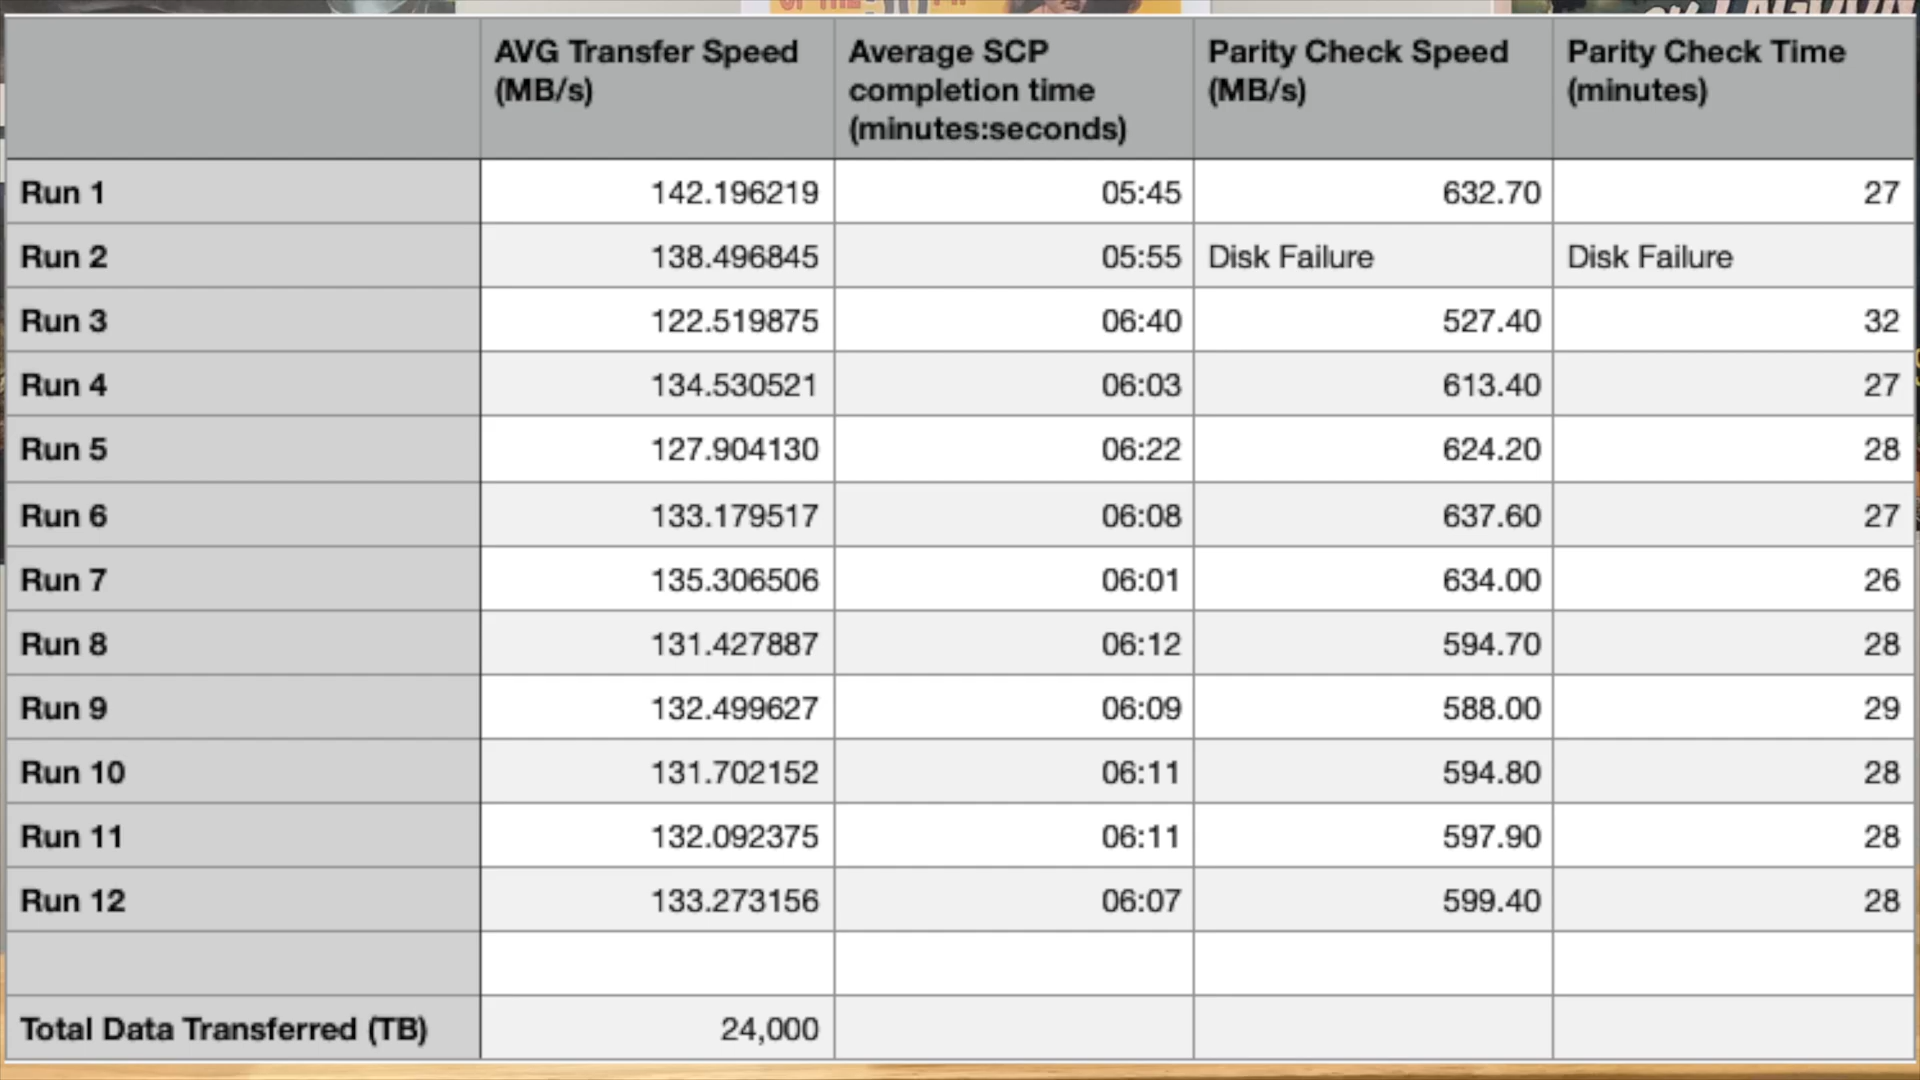 OF THE
LAGOON
AVG Transfer Speed (MB/s) Average SCP completion time (minutes:seconds) Parity Check Speed (MB/s) Parity Check Time (minutes)
Run 1 142.196219 05:45 632.70 27
Run 2 138.496845 05:55 Disk Failure Disk Failure
Run 3 122.519875 06:40 527.40 32
Run 4 134.530521 06:03 613.40 27
Run 5 127.904130 06:22 624.20 28
Run 6 133.179517 06:08 637.60 27
Run 7 135.306506 06:01 634.00 26
Run 8 131.427887 06:12 594.70 28
Run 9 132.499627 06:09 588.00 29
Run 10 131.702152 06:11 594.80 28
Run 11 132.092375 06:11 597.90 28
Run 12 133.273156 06:07 599.40 28
Total Data Transferred (TB) 24,000